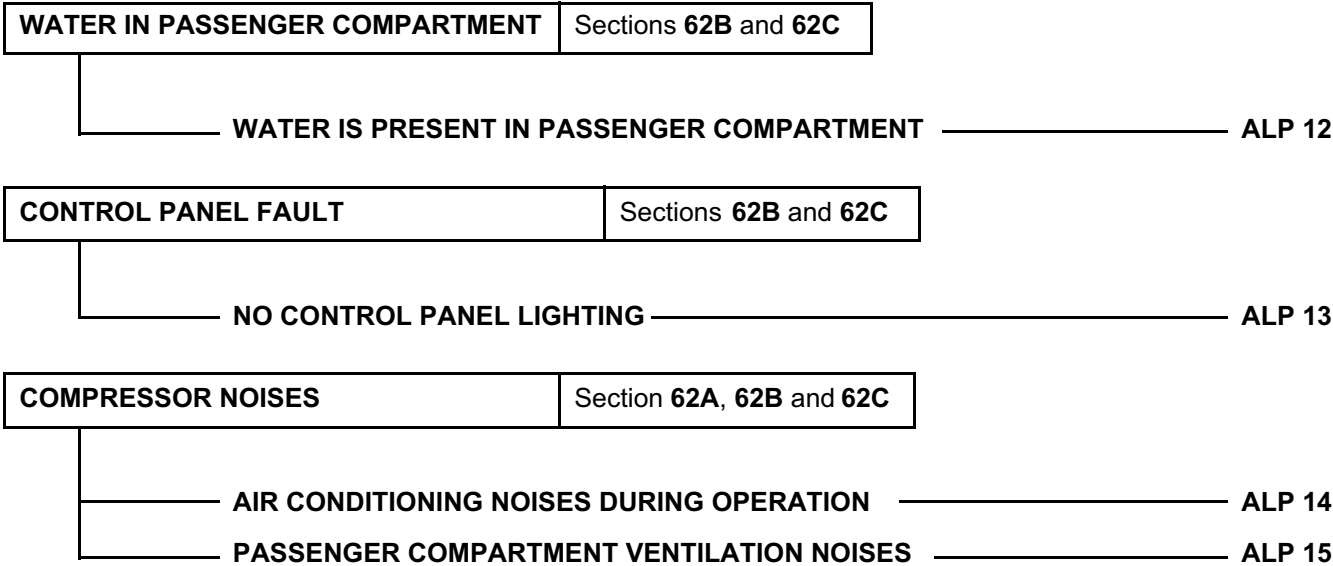 WATER IN PASSENGER COMPARTMENT Sections 62B and 62C
WATER IS PRESENT IN PASSENGER COMPARTMENT ALP 12
CONTROL PANEL FAULT Sections 62B and 62C
NO CONTROL PANEL LIGHTING ALP 13
COMPRESSOR NOISES Section 62A, 62B and 62C
AIR CONDITIONING NOISES DURING OPERATION ALP 14
PASSENGER COMPARTMENT VENTILATION NOISES ALP 15